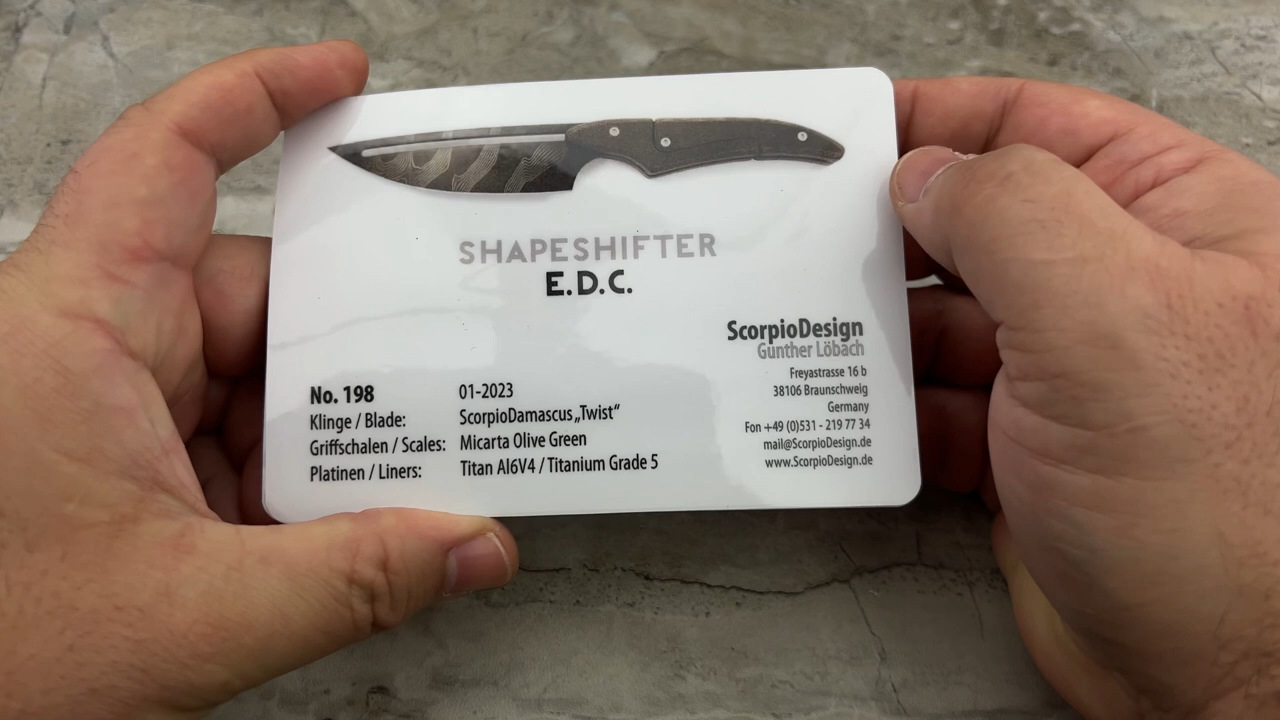 SHAPESHIFTER
E.D.C.
ScorpioDesign
Gunther Löbach
Freyastrasse 16 b
38106 Braunschweig
Germany
Fon +49 (0)531 - 219 77 34
mail@ScorpioDesign.de
www.ScorpioDesign.de
No. 198 01-2023
Klinge / Blade: ScorpioDamascus „Twist“
Griffschalen / Scales: Micarta Olive Green
Platinen / Liners: Titan Al6V4 / Titanium Grade 5